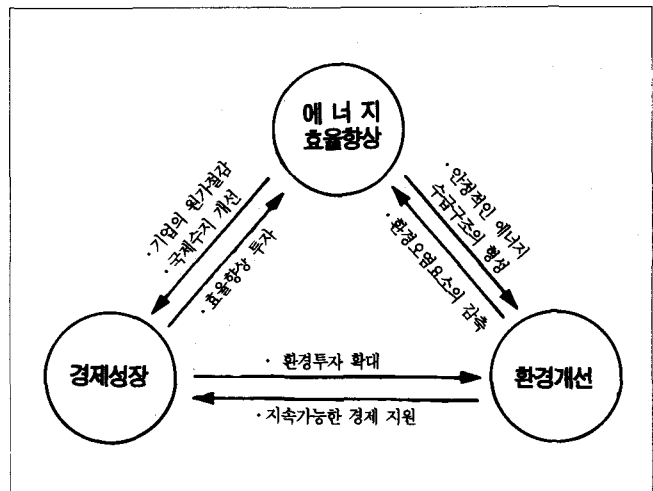 에 너 지
효율향상
· 기업의 원가절감
· 국제수지 개선
· 효율향상 투자
· 안정적인 에너지
수급구조의 형성
· 환경오염요소의 감축
경제성장
· 환경투자 확대
· 지속가능한 경제 지원
환경개선